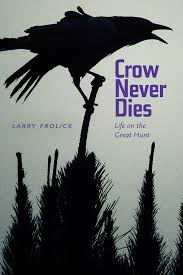 Crow
Never
Dies
LARRY FROLICK
Life on the
Great Hunt